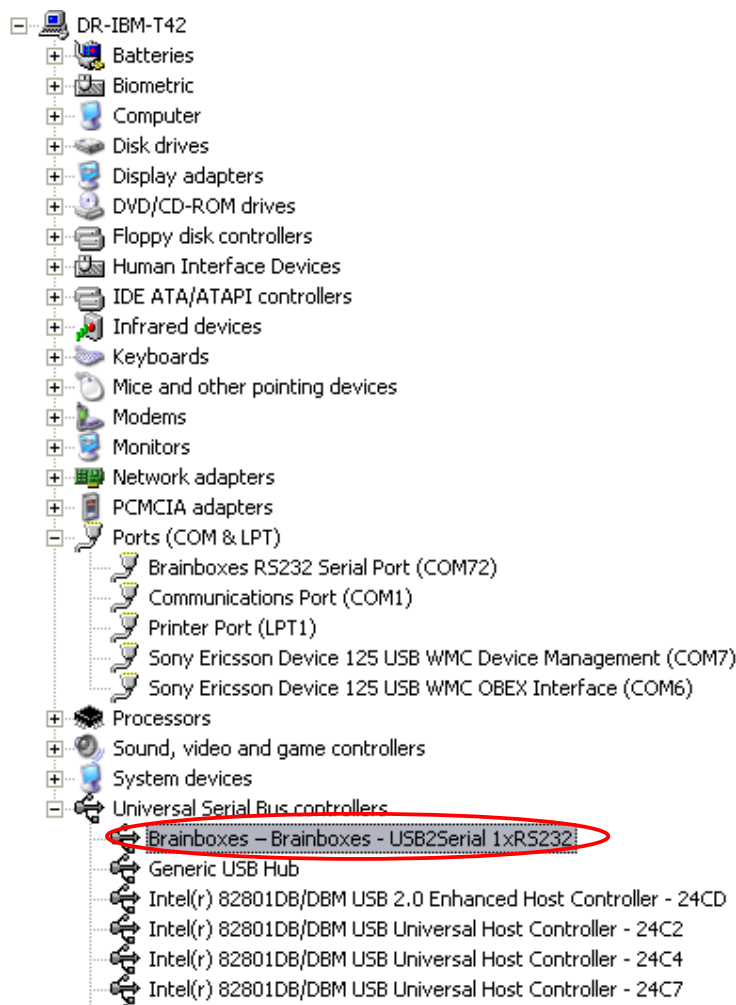 DR-IBM-T42
Batteries
Biometric
Computer
Disk drives
Display adapters
DVD/CD-ROM drives
Floppy disk controllers
Human Interface Devices
IDE ATA/ATAPI controllers
Infrared devices
Keyboards
Mice and other pointing devices
Modems
Monitors
Network adapters
PCMCIA adapters
Ports (COM & LPT)
Brainboxes RS232 Serial Port (COM72)
Communications Port (COM1)
Printer Port (LPT1)
Sony Ericsson Device 125 USB WMC Device Management (COM7)
Sony Ericsson Device 125 USB WMC OBEX Interface (COM6)
Processors
Sound, video and game controllers
System devices
Universal Serial Bus controllers
Brainboxes – Brainboxes - USB2Serial 1xRS232
Generic USB Hub
Intel(r) 82801DB/DBM USB 2.0 Enhanced Host Controller - 24CD
Intel(r) 82801DB/DBM USB Universal Host Controller - 24C2
Intel(r) 82801DB/DBM USB Universal Host Controller - 24C4
Intel(r) 82801DB/DBM USB Universal Host Controller - 24C7